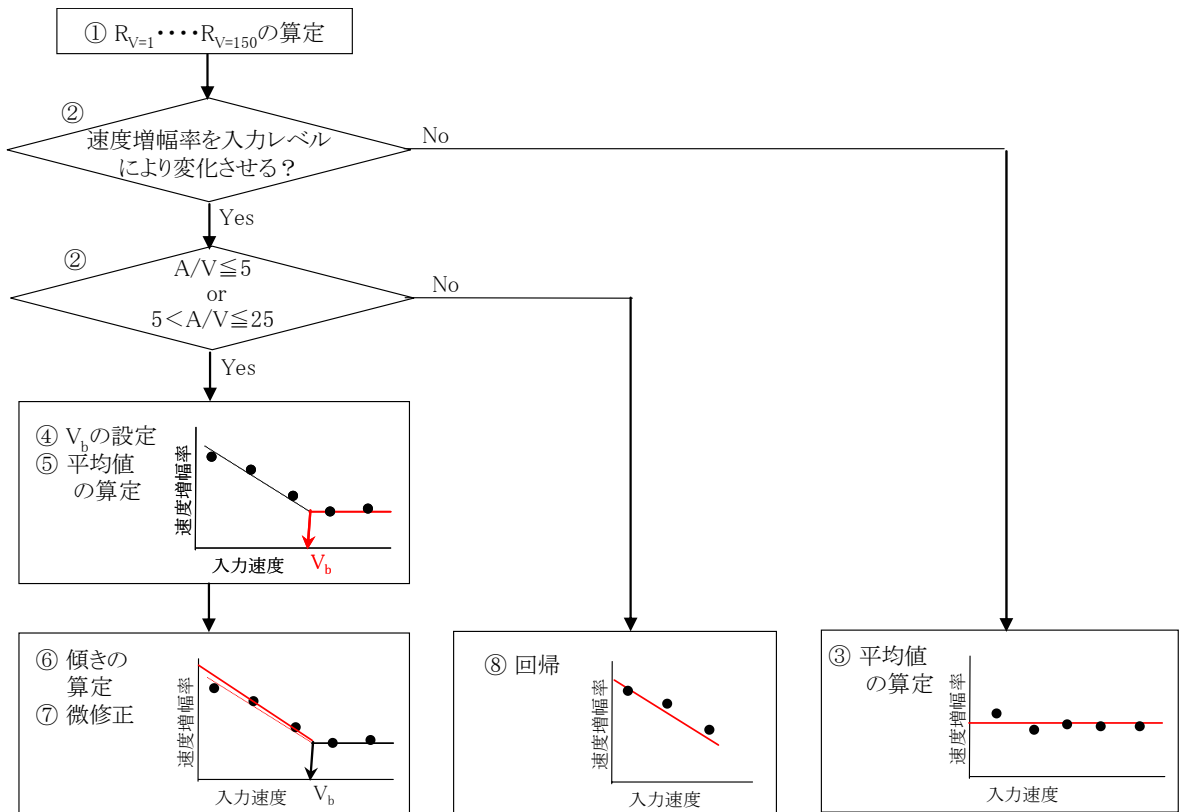 ① R_{V=1}····R_{V=150}の算定
②
速度増幅率を入力レベル
により変化させる?
No
Yes
②
A/V≦5
or
5<A/V≦25
No
Yes
④ V_bの設定
⑤ 平均値
の算定
速度増幅率
入力速度
V_b
⑥ 傾きの
算定
⑦ 微修正
速度増幅率
入力速度
V_b
⑧ 回帰
速度増幅率
入力速度
③ 平均値
の算定
速度増幅率
入力速度